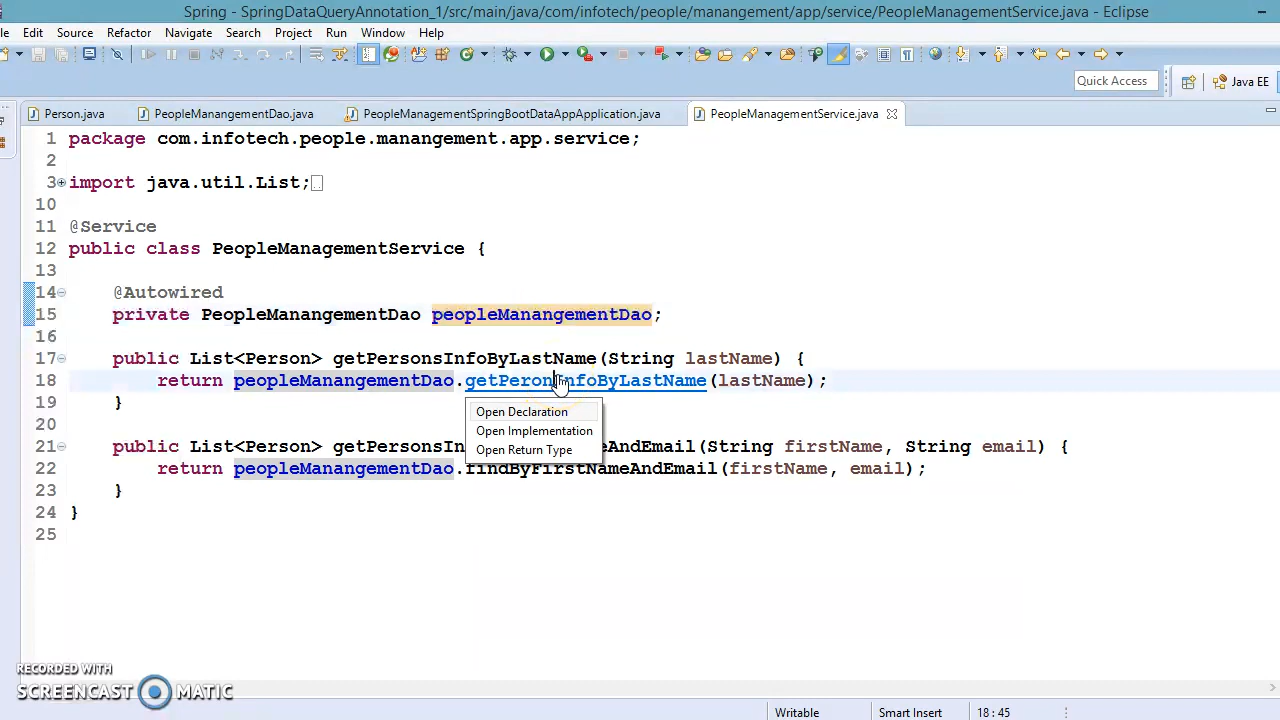 Spring - SpringDataQueryAnnotation_1/src/main/java/com/infotech/people/manangement/app/service/PeopleManagementService.java - Eclipse
le Edit Source Refactor Navigate Search Project Run Window Help
Quick Access
Java EE
Person.java
PeopleManangementDao.java
PeopleManagementSpringBootDataAppApplication.java
PeopleManagementService.java
1 package com.infotech.people.manangement.app.service;
2
3 import java.util.List;
10
11 @Service
12 public class PeopleManagementService {
13
14 @Autowired
15 private PeopleManangementDao peopleManangementDao;
16
17 public List<Person> getPersonsInfoByLastName(String lastName) {
18 return peopleManangementDao.getPeronInfoByLastName(lastName);
19 }
20
21 public List<Person> getPersonsIn AndEmail(String firstName, String email) {
22 return peopleManangementDao.findByFirstNameAndEmail(firstName, email);
23 }
24 }
25
Open Declaration
Open Implementation
Open Return Type
RECORDED WITH
SCREENCAST MATIC
Writable
Smart Insert
18 : 45